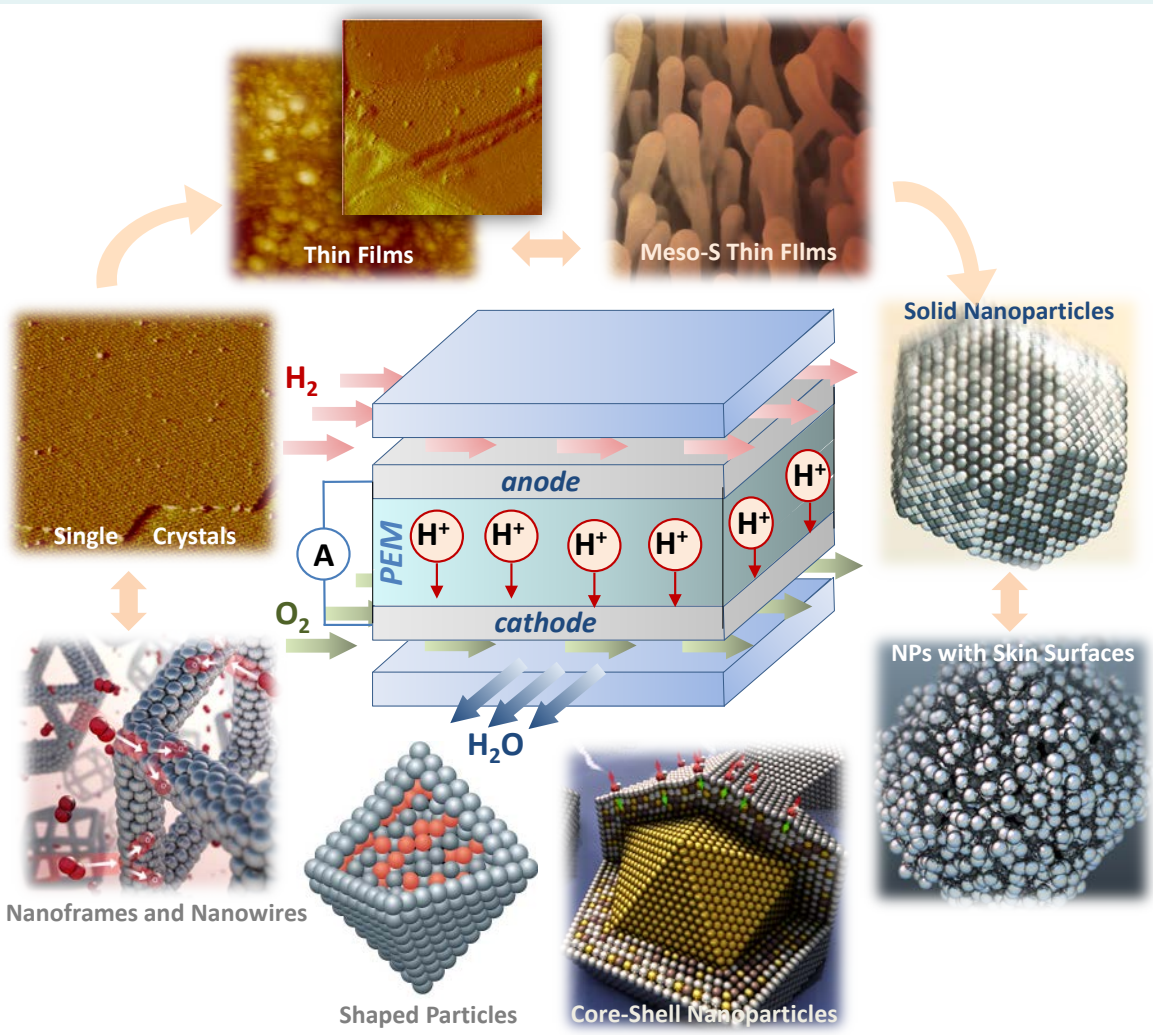 Thin Films
Meso-S Thin FIlms
Solid Nanoparticles
H2
anode
H+
H+
H+
H+
H+
H+
PEM
A
Single Crystals
O2
cathode
NPs with Skin Surfaces
H2O
Nanoframes and Nanowires
Shaped Particles
Core-Shell Nanoparticles